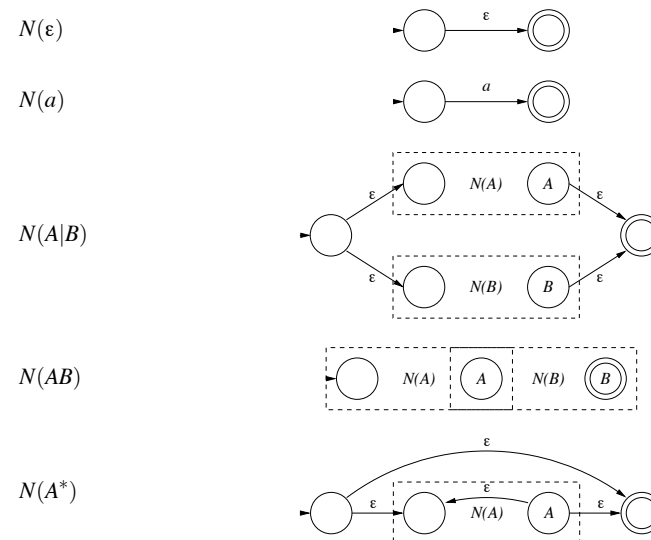 N(ε) ε
N(a) a
N(A) A
ε ε
N(A|B)
ε ε
N(B) B
N(AB) N(A) A N(B) B
ε
N(A*) ε
ε N(A) A ε